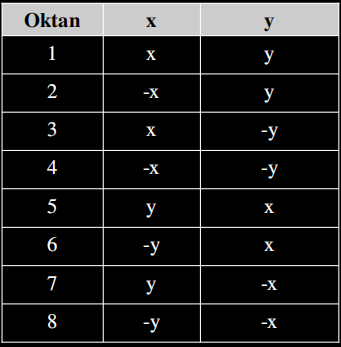 Oktan x y
1 x y
2 -x y
3 x -y
4 -x -y
5 y x
6 -y x
7 y -x
8 -y -x